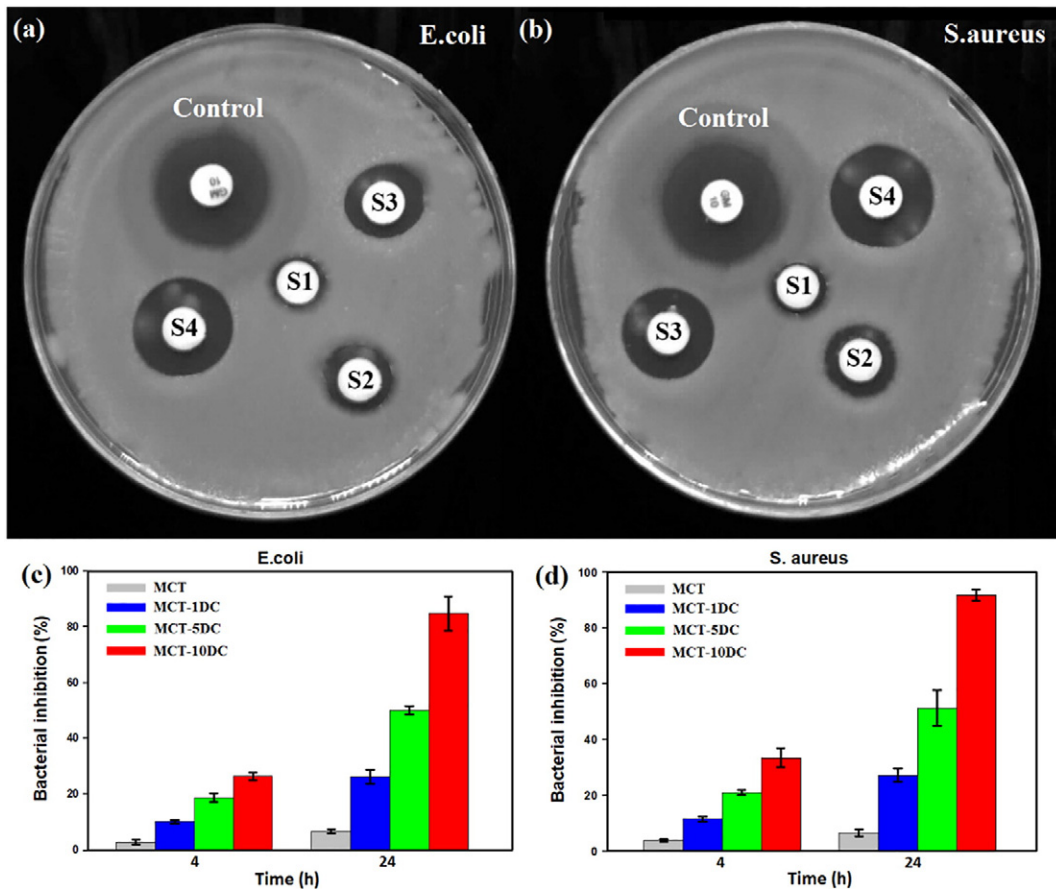 (a)
E.coli
Control
GM
10
S3
S1
S4
S2
(b)
S.aureus
Control
S4
S1
S3
S2
(c)
E.coli
MCT
MCT-1DC
MCT-5DC
MCT-10DC
Bacterial inhibition (%)
100
80
60
40
20
0
4
24
Time (h)
(d)
S. aureus
MCT
MCT-1DC
MCT-5DC
MCT-10DC
Bacterial inhibition (%)
100
80
60
40
20
0
4
24
Time (h)